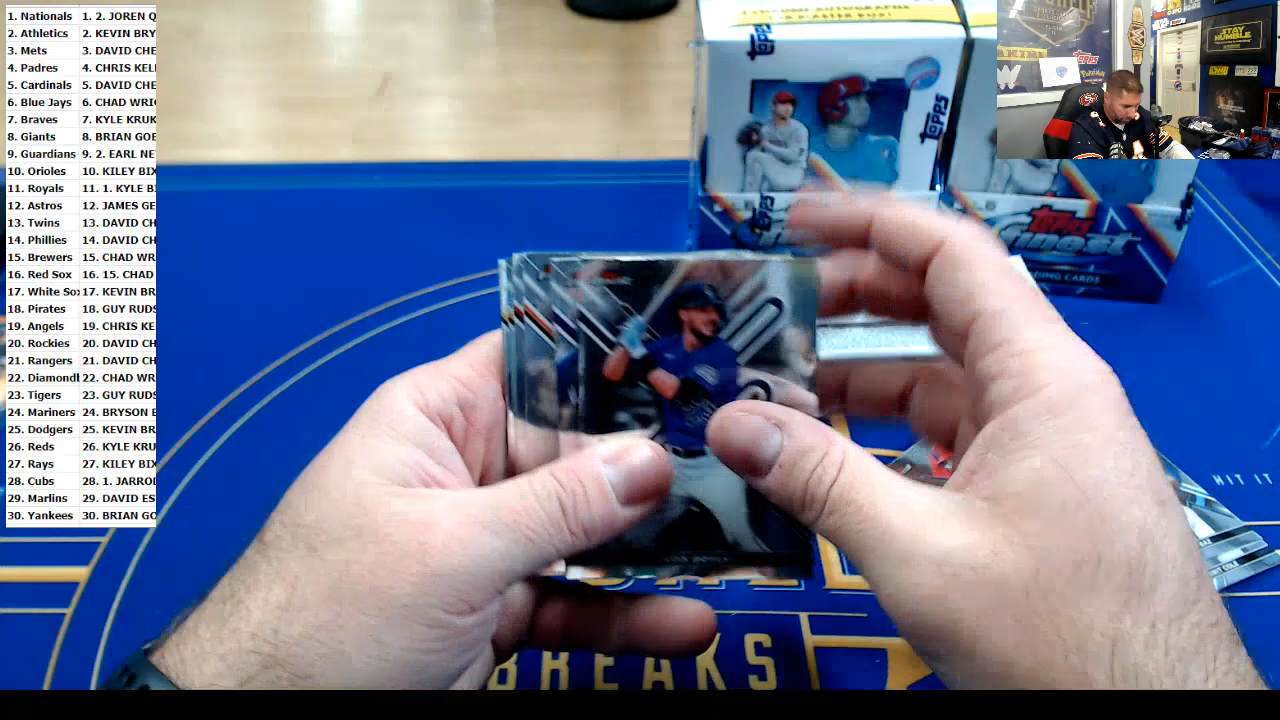 1. Nationals 1. 2. JOREN Q
2. Athletics 2. KEVIN BRY
3. Mets 3. DAVID CHE
4. Padres 4. CHRIS KELL
5. Cardinals 5. DAVID CHE
6. Blue Jays 6. CHAD WRIG
7. Braves 7. KYLE KRUK
8. Giants 8. BRIAN GOE
9. Guardians 9. 2. EARL NE
10. Orioles 10. KILEY BIX
11. Royals 11. 1. KYLE B
12. Astros 12. JAMES GE
13. Twins 13. DAVID CH
14. Phillies 14. DAVID CH
15. Brewers 15. CHAD WR
16. Red Sox 16. 15. CHAD
17. White Sox 17. KEVIN BR
18. Pirates 18. GUY RUDS
19. Angels 19. CHRIS KE
20. Rockies 20. DAVID CH
21. Rangers 21. DAVID CH
22. Diamond 22. CHAD WR
23. Tigers 23. GUY RUDS
24. Mariners 24. BRYSON E
25. Dodgers 25. KEVIN BR
26. Reds 26. KYLE KRU
27. Rays 27. KILEY BIX
28. Cubs 28. 1. JARROL
29. Marlins 29. DAVID ES
30. Yankees 30. BRIAN GO
Topps
Topps
Topps
finest
STAY
HUMBLE
Topps
HIT IT
BREAKS